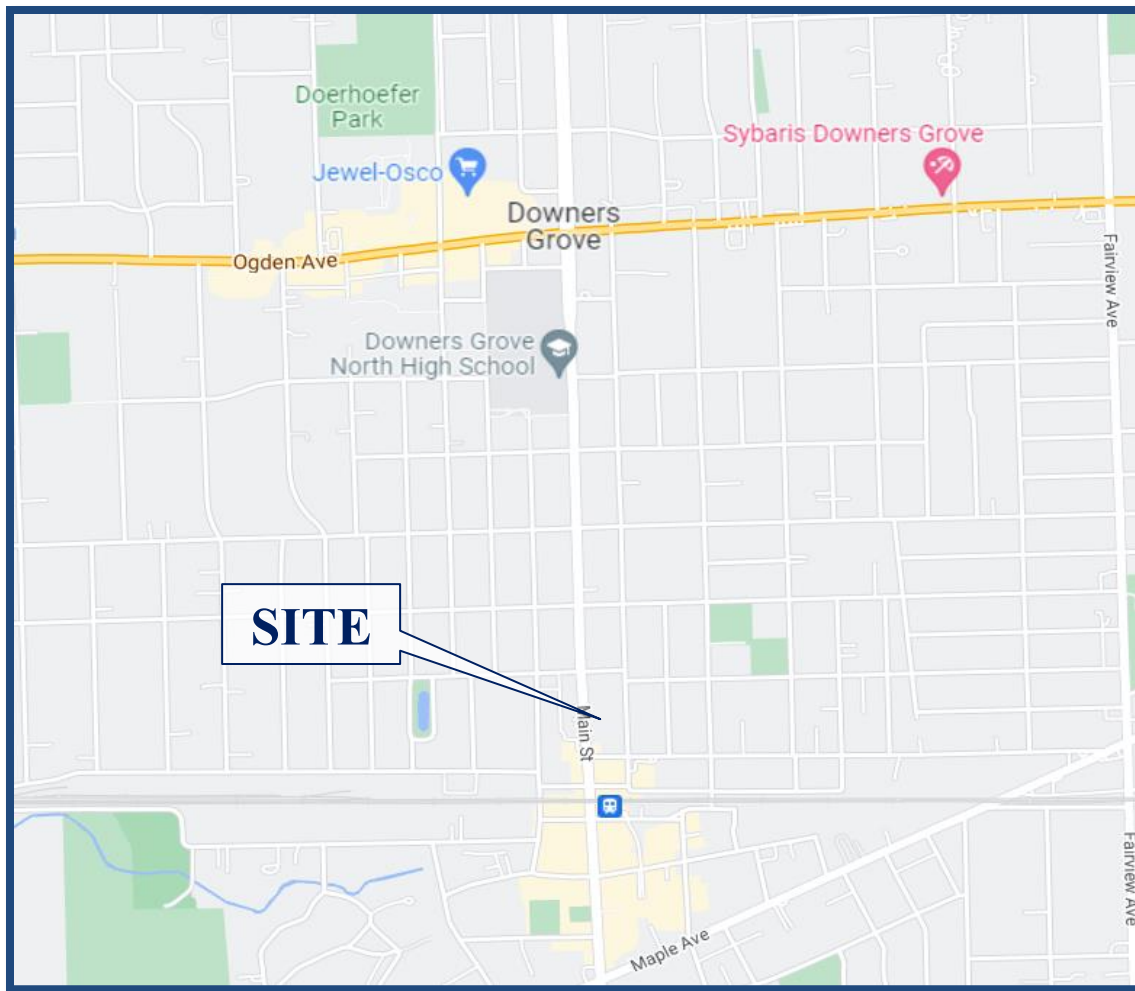 Doerhoefer
Park
Sybaris Downers Grove
Jewel-Osco
Downers
Grove
Ogden Ave
Fairview Ave
Downers Grove
North High School
SITE
Main St
Fairview Ave
Maple Ave